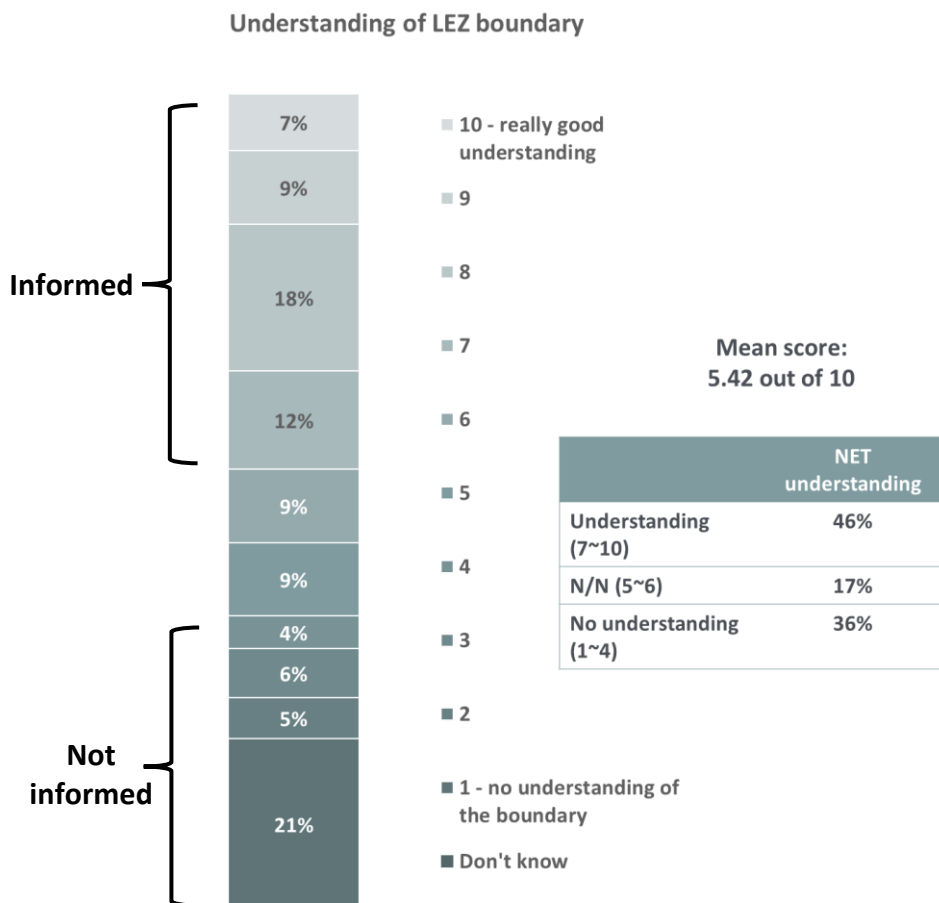 Understanding of LEZ boundary
7%
9%
18%
12%
9%
9%
4%
6%
5%
21%
Informed
Not
informed
10 - really good
understanding
9
8
7
6
5
4
3
2
1 - no understanding of
the boundary
Don't know
Mean score:
5.42 out of 10
NET
understanding
Understanding 46%
(7~10)
N/N (5~6) 17%
No understanding 36%
(1~4)